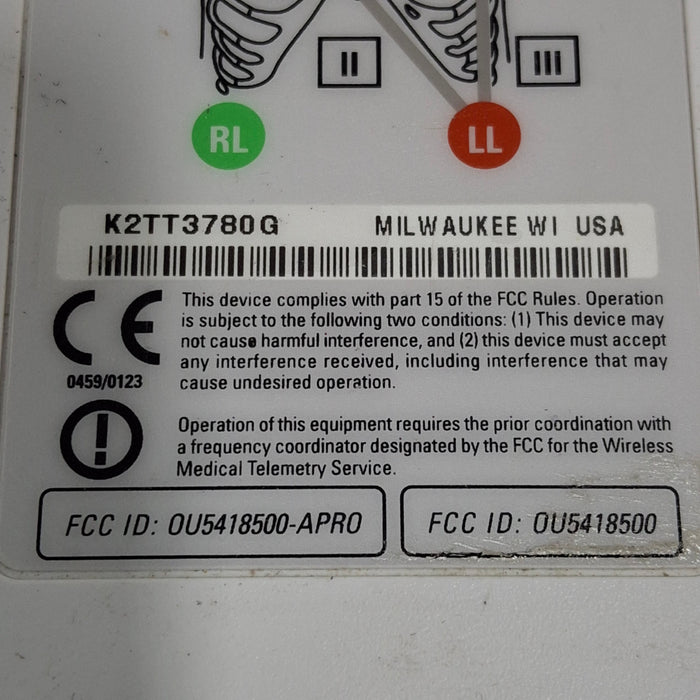 II
III
RL
LL
K2TT3780G MILWAUKEE WI USA
This device complies with part 15 of the FCC Rules. Operation
is subject to the following two conditions: (1) This device may
not cause harmful interference, and (2) this device must accept
any interference received, including interference that may
cause undesired operation.
CE
0459/0123
Operation of this equipment requires the prior coordination with
a frequency coordinator designated by the FCC for the Wireless
Medical Telemetry Service.
!
FCC ID: OU5418500-APRO
FCC ID: OU5418500